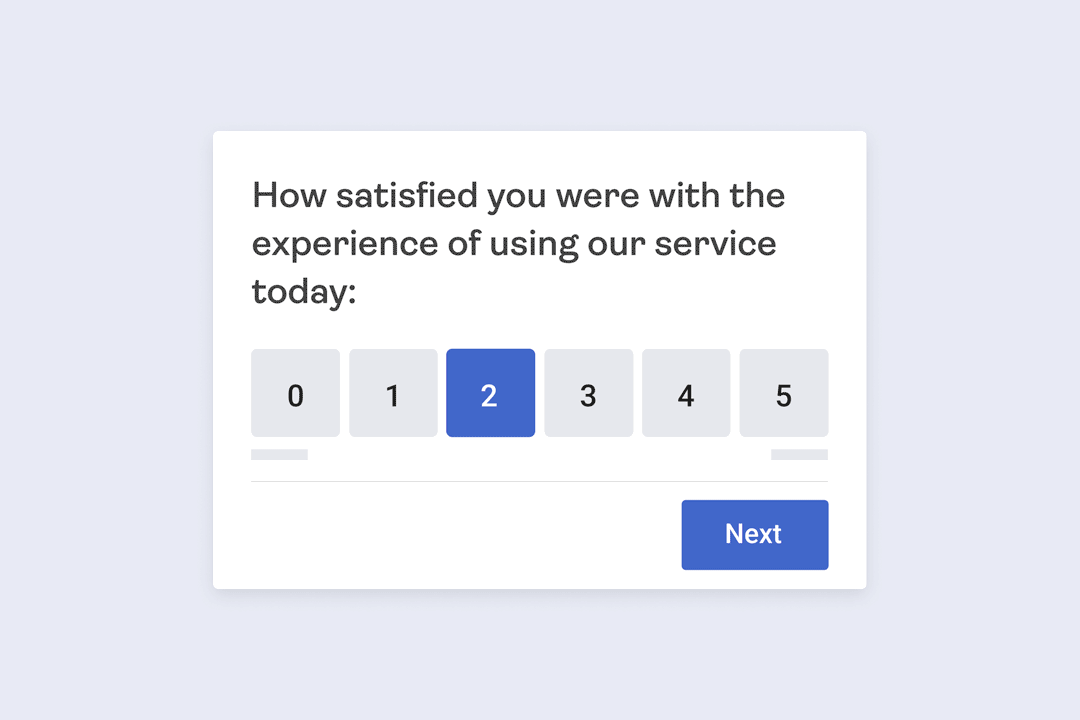 How satisfied you were with the
experience of using our service
today:
0 1 2 3 4 5
Next